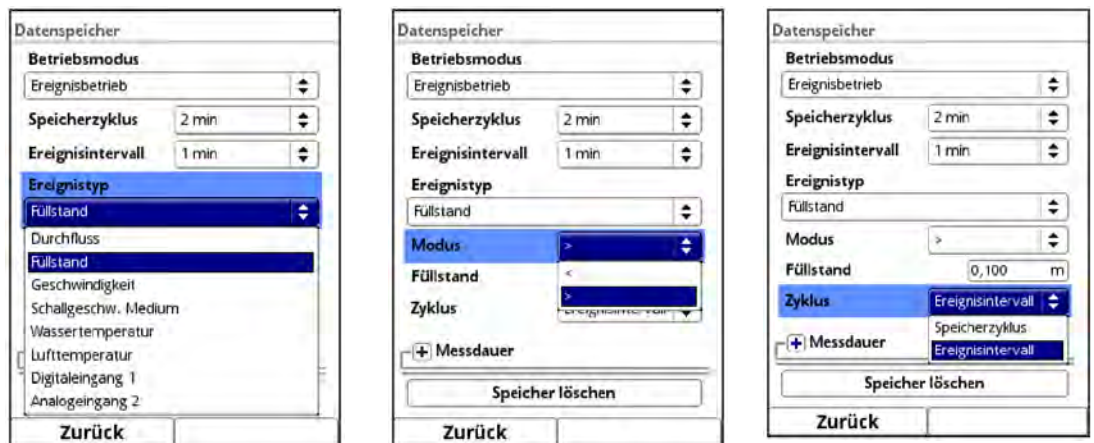 Datenspeicher
Betriebsmodus
Ereignisbetrieb
Speicherzyklus 2 min
Ereignisintervall 1 min
Ereignistyp
Füllstand
Durchfluss
Füllstand
Geschwindigkeit
Schallgeschw. Medium
Wassertemperatur
Lufttemperatur
Digitaleingang 1
Analogeingang 2
Zurück
Datenspeicher
Betriebsmodus
Ereignisbetrieb
Speicherzyklus 2 min
Ereignisintervall 1 min
Ereignistyp
Füllstand
Modus >
<
Füllstand >
Zyklus
+ Messdauer
Speicher löschen
Zurück
Datenspeicher
Betriebsmodus
Ereignisbetrieb
Speicherzyklus 2 min
Ereignisintervall 1 min
Ereignistyp
Füllstand
Modus >
Füllstand 0,100 m
Zyklus Ereignisintervall
Speicherzyklus
+ Messdauer Ereignisintervall
Speicher löschen
Zurück